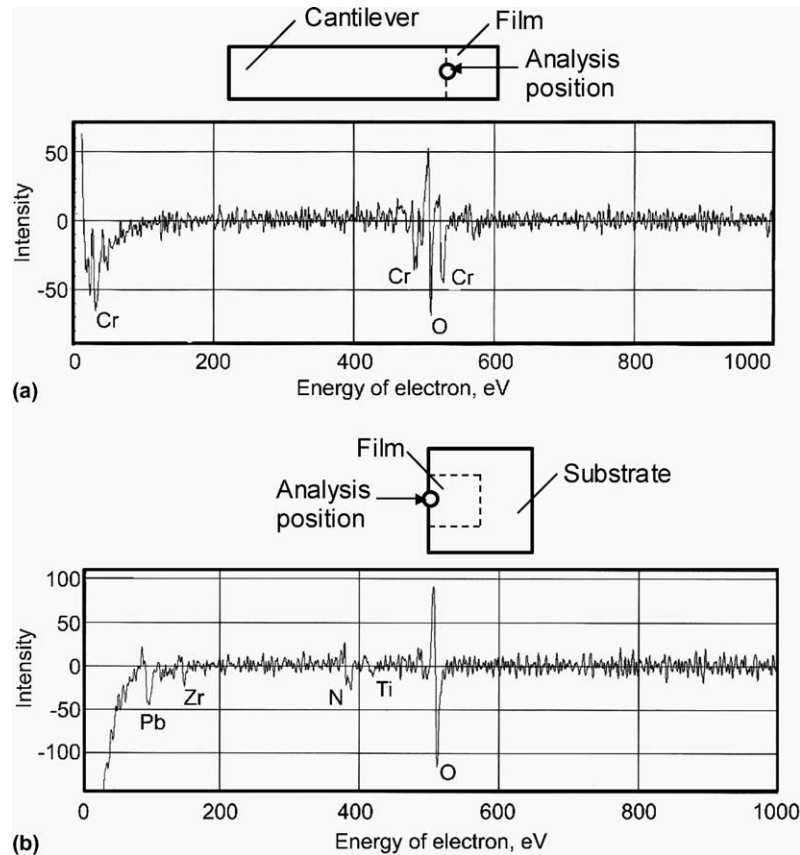 Cantilever
Film
Analysis
position
50
0
-50
Intensity
Cr
Cr
O
Cr
0
200
400
600
800
1000
Energy of electron, eV
(a)
Film
Substrate
Analysis
position
100
50
0
-50
-100
Intensity
Pb
Zr
N
Ti
O
0
200
400
600
800
1000
Energy of electron, eV
(b)